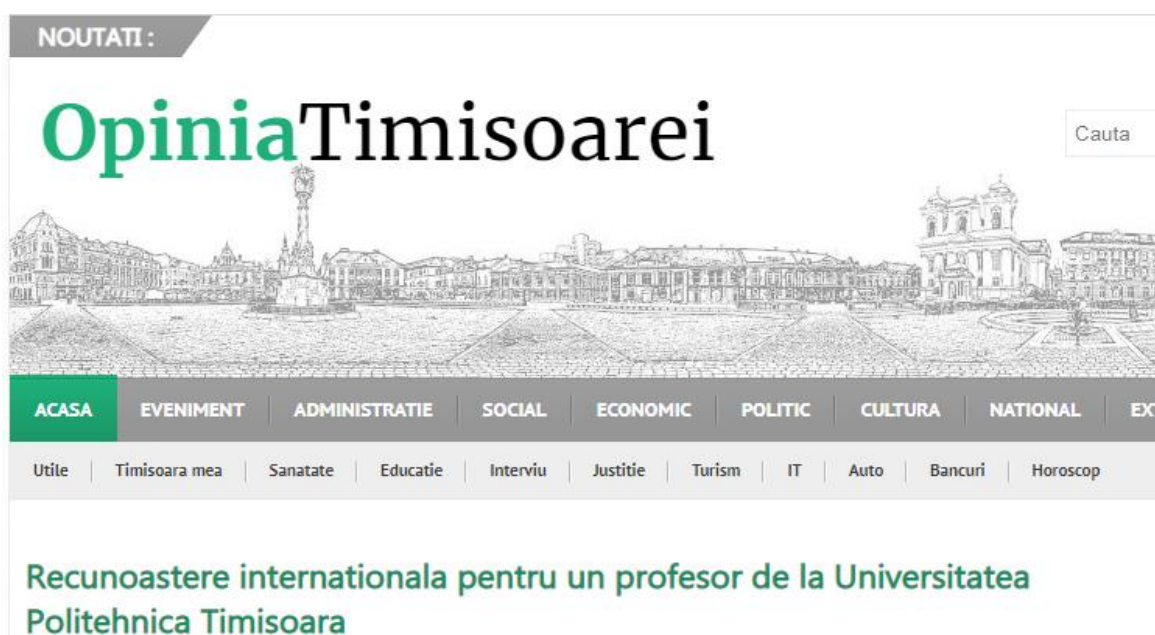 NOUTATI :
OpiniaTimisoarei
Cauta
ACASA EVENIMENT ADMINISTRATIE SOCIAL ECONOMIC POLITIC CULTURA NATIONAL
Utile Timisoara mea Sanatate Educatie Interviu Justitie Turism IT Auto Bancuri Horoscop
Recunoastere internationala pentru un profesor de la Universitatea
Politehnica Timisoara